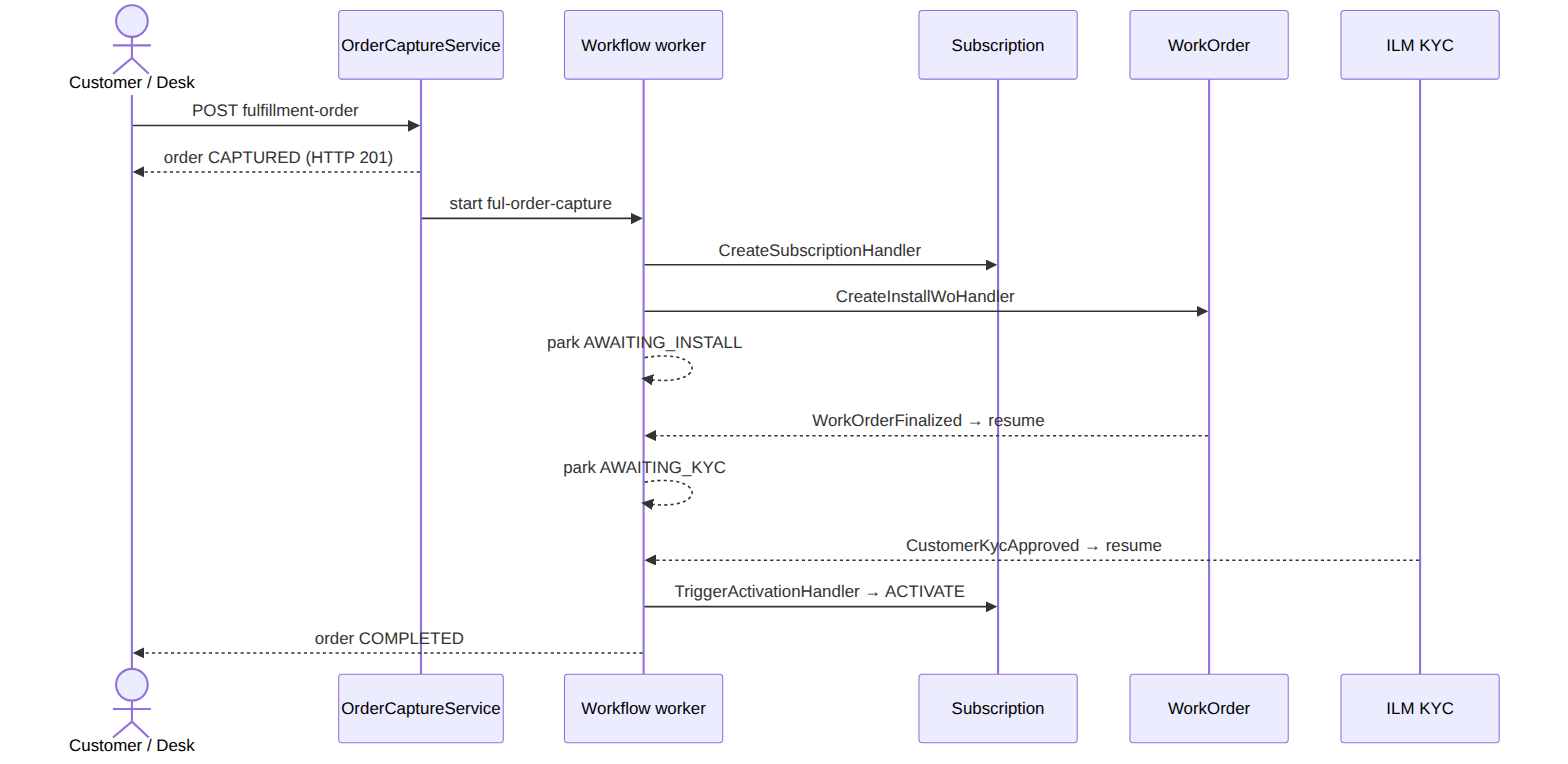 Customer / Desk
OrderCaptureService
Workflow worker
Subscription
WorkOrder
ILM KYC
POST fulfillment-order
order CAPTURED (HTTP 201)
start ful-order-capture
CreateSubscriptionHandler
CreateInstallWoHandler
park AWAITING_INSTALL
WorkOrderFinalized → resume
park AWAITING_KYC
CustomerKycApproved → resume
TriggerActivationHandler → ACTIVATE
order COMPLETED
Customer / Desk
OrderCaptureService
Workflow worker
Subscription
WorkOrder
ILM KYC